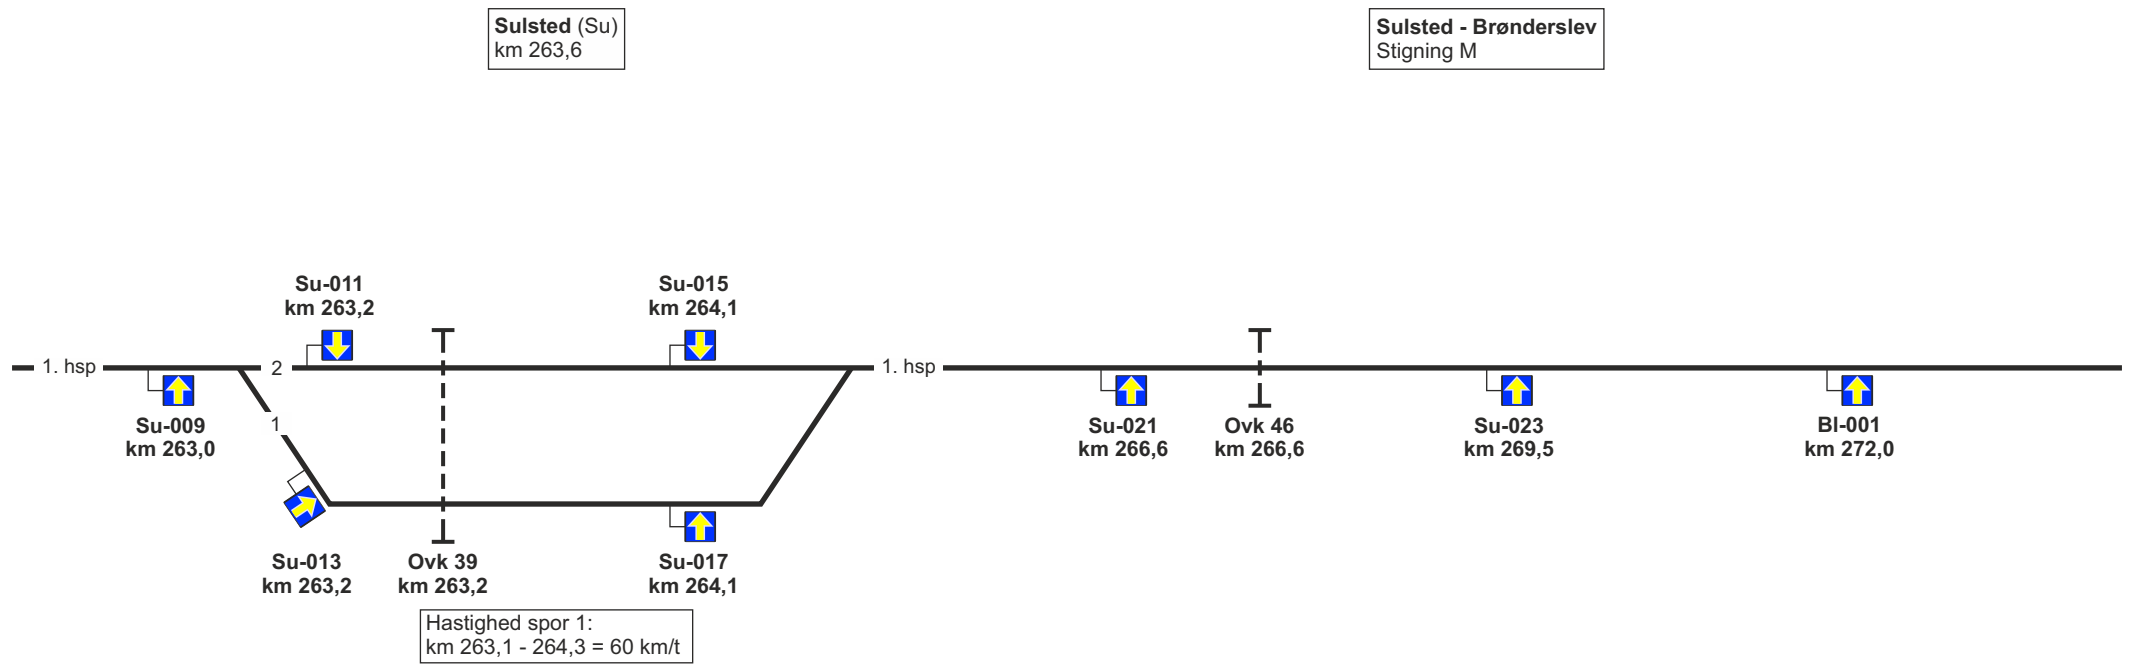 Sulsted (Su)
km 263,6
Sulsted - Brønderslev
Stigning M
Su-011
km 263,2
Su-015
km 264,1
1. hsp
2
1. hsp
1
Su-009
km 263,0
Su-021
km 266,6
Ovk 46
km 266,6
Su-023
km 269,5
Bl-001
km 272,0
Su-013
km 263,2
Ovk 39
km 263,2
Su-017
km 264,1
Hastighed spor 1:
km 263,1 - 264,3 = 60 km/t